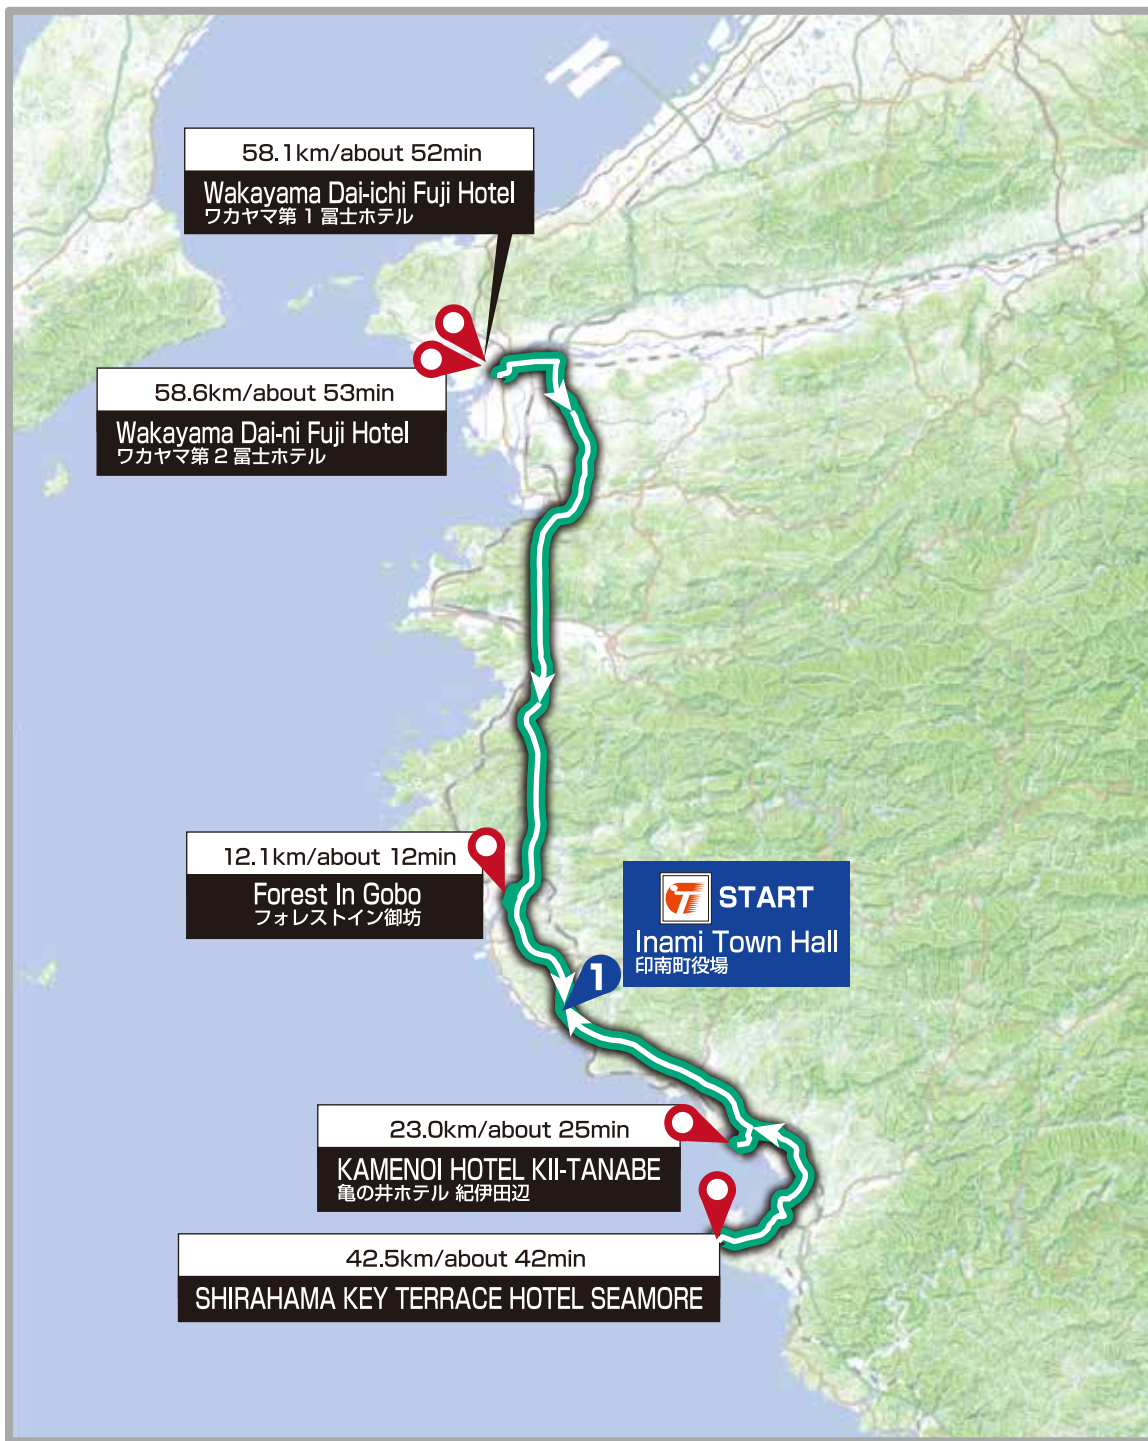 58.1km/about 52min
Wakayama Dai-ichi Fuji Hotel
ワカヤマ第1冨士ホテル
58.6km/about 53min
Wakayama Dai-ni Fuji Hotel
ワカヤマ第2冨士ホテル
12.1km/about 12min
Forest In Gobo
フォレストイン御坊
START
Inami Town Hall
印南町役場
1
23.0km/about 25min
KAMENOI HOTEL KII-TANABE
亀の井ホテル 紀伊田辺
42.5km/about 42min
SHIRAHAMA KEY TERRACE HOTEL SEAMORE